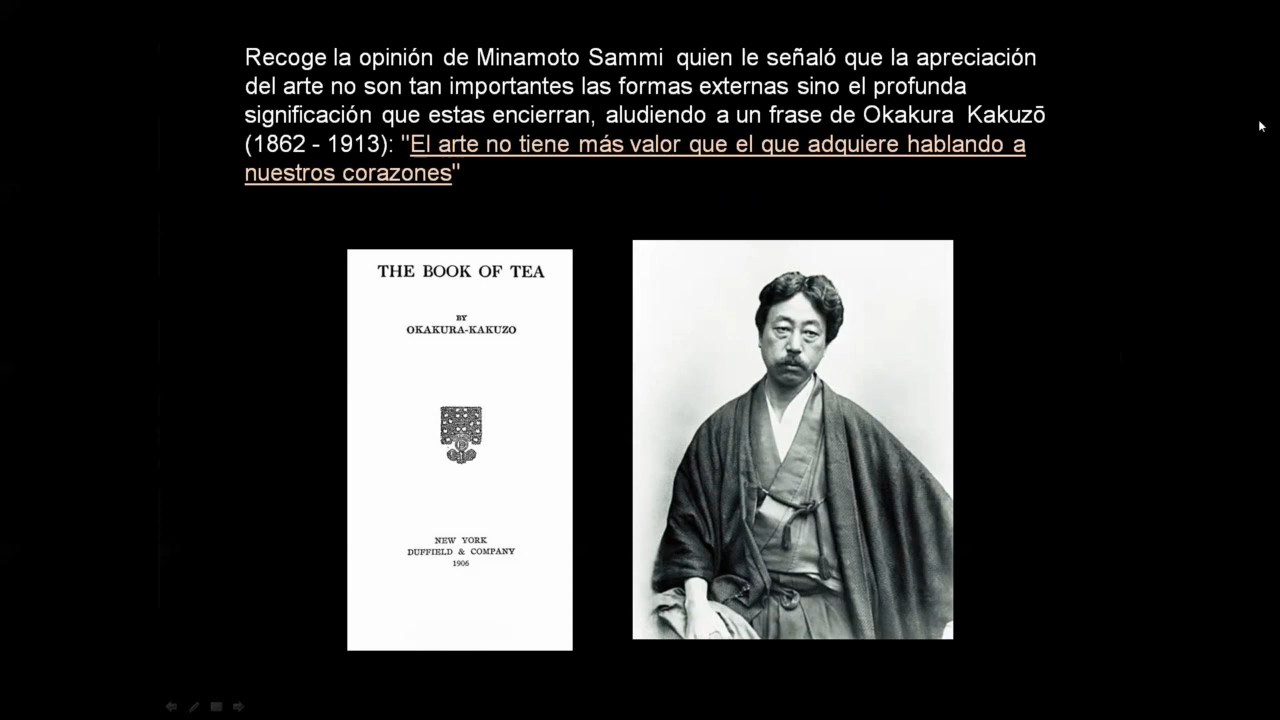 Recoge la opinión de Minamoto Sammi quien le señaló que la apreciación
del arte no son tan importantes las formas externas sino el profunda
significación que estas encierran, aludiendo a un frase de Okakura Kakuzō
(1862 - 1913): "El arte no tiene más valor que el que adquiere hablando a
nuestros corazones"
THE BOOK OF TEA
BY
OKAKURA-KAKUZO
NEW YORK
DUFFIELD & COMPANY
1906